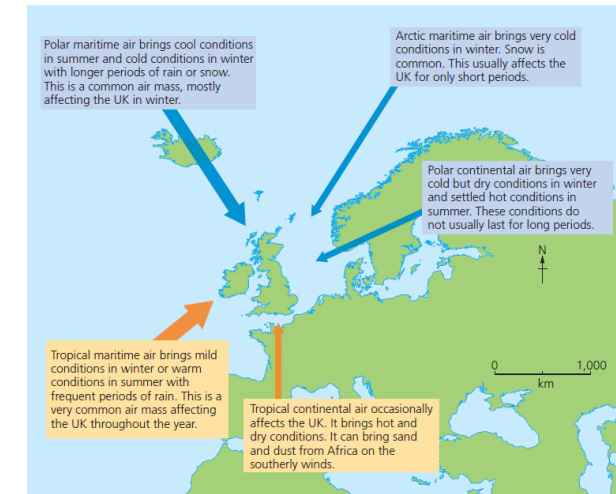 Polar maritime air brings cool conditions
in summer and cold conditions in winter
with longer periods of rain or snow.
This is a common air mass, mostly
affecting the UK in winter.
Arctic maritime air brings very cold
conditions in winter. Snow is
common. This usually affects the
UK for only short periods.
Polar continental air brings very
cold but dry conditions in winter
and settled hot conditions in
summer. These conditions do
not usually last for long periods.
N
0 1,000
km
Tropical maritime air brings mild
conditions in winter or warm
conditions in summer with
frequent periods of rain. This is a
very common air mass affecting
the UK throughout the year.
Tropical continental air occasionally
affects the UK. It brings hot and
dry conditions. It can bring sand
and dust from Africa on the
southerly winds.